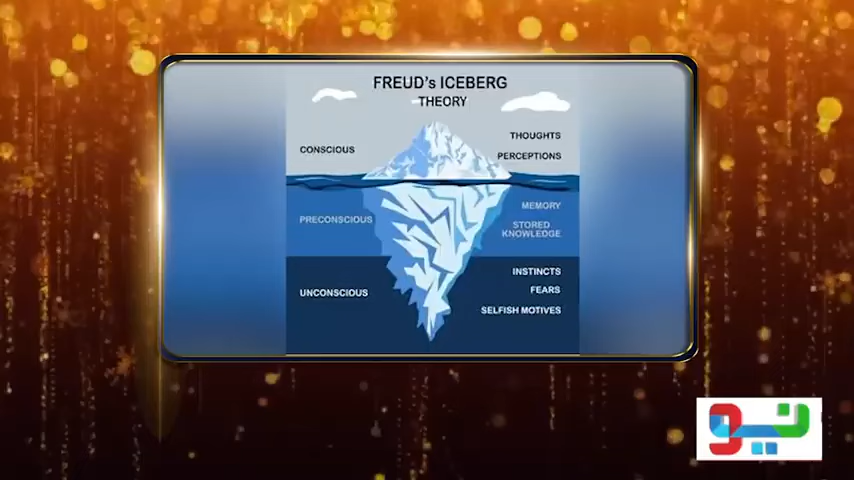 FREUD's ICEBERG
THEORY
CONSCIOUS
THOUGHTS
PERCEPTIONS
PRECONSCIOUS
MEMORY
STORED
KNOWLEDGE
UNCONSCIOUS
INSTINCTS
FEARS
SELFISH MOTIVES
نیو